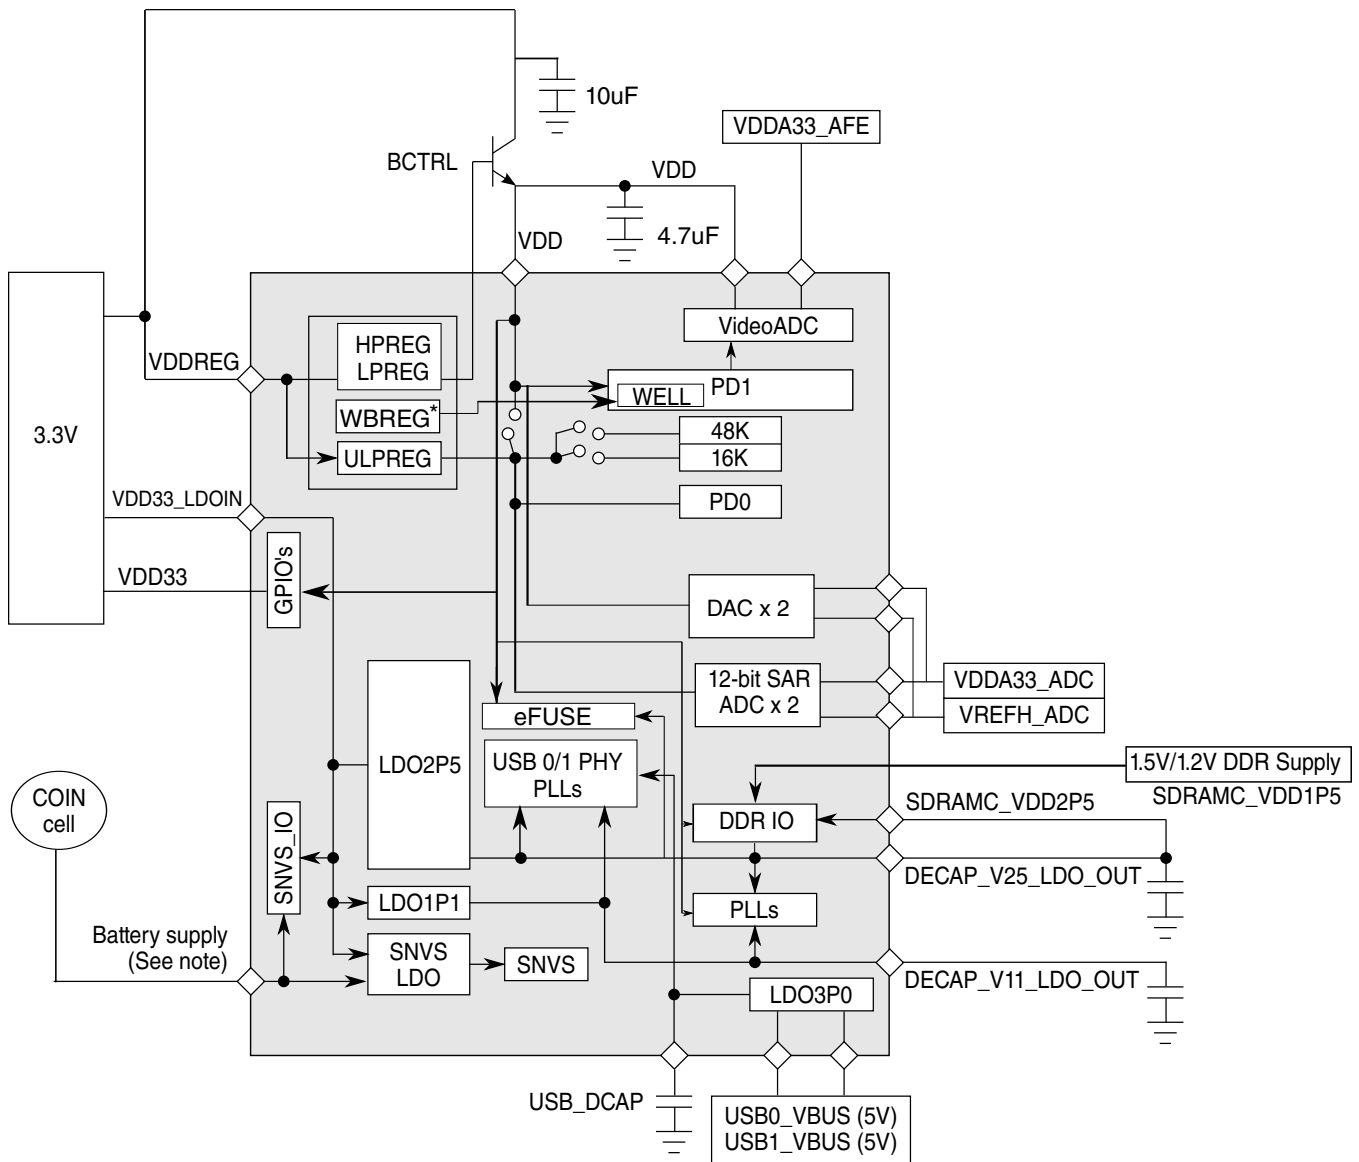 10uF
VDDA33_AFE
BCTRL
VDD
4.7uF
VDD
VideoADC
HPREG
LPREG
VDDREG
PD1
WELL
WBREG*
3.3V
48K
ULPREG
16K
VDD33_LDOIN
PD0
GPIO's
VDD33
DAC x 2
12-bit SAR
ADC x 2
VDDA33_ADC
VREFH_ADC
eFUSE
LDO2P5
USB 0/1 PHY
PLLs
1.5V/1.2V DDR Supply
SDRAMC_VDD1P5
COIN
cell
SDRAMC_VDD2P5
DDR IO
SNVS_IO
DECAP_V25_LDO_OUT
LDO1P1
PLLs
Battery supply
(See note)
SNVS
LDO
SNVS
DECAP_V11_LDO_OUT
LDO3P0
USB_DCAP
USB0_VBUS (5V)
USB1_VBUS (5V)